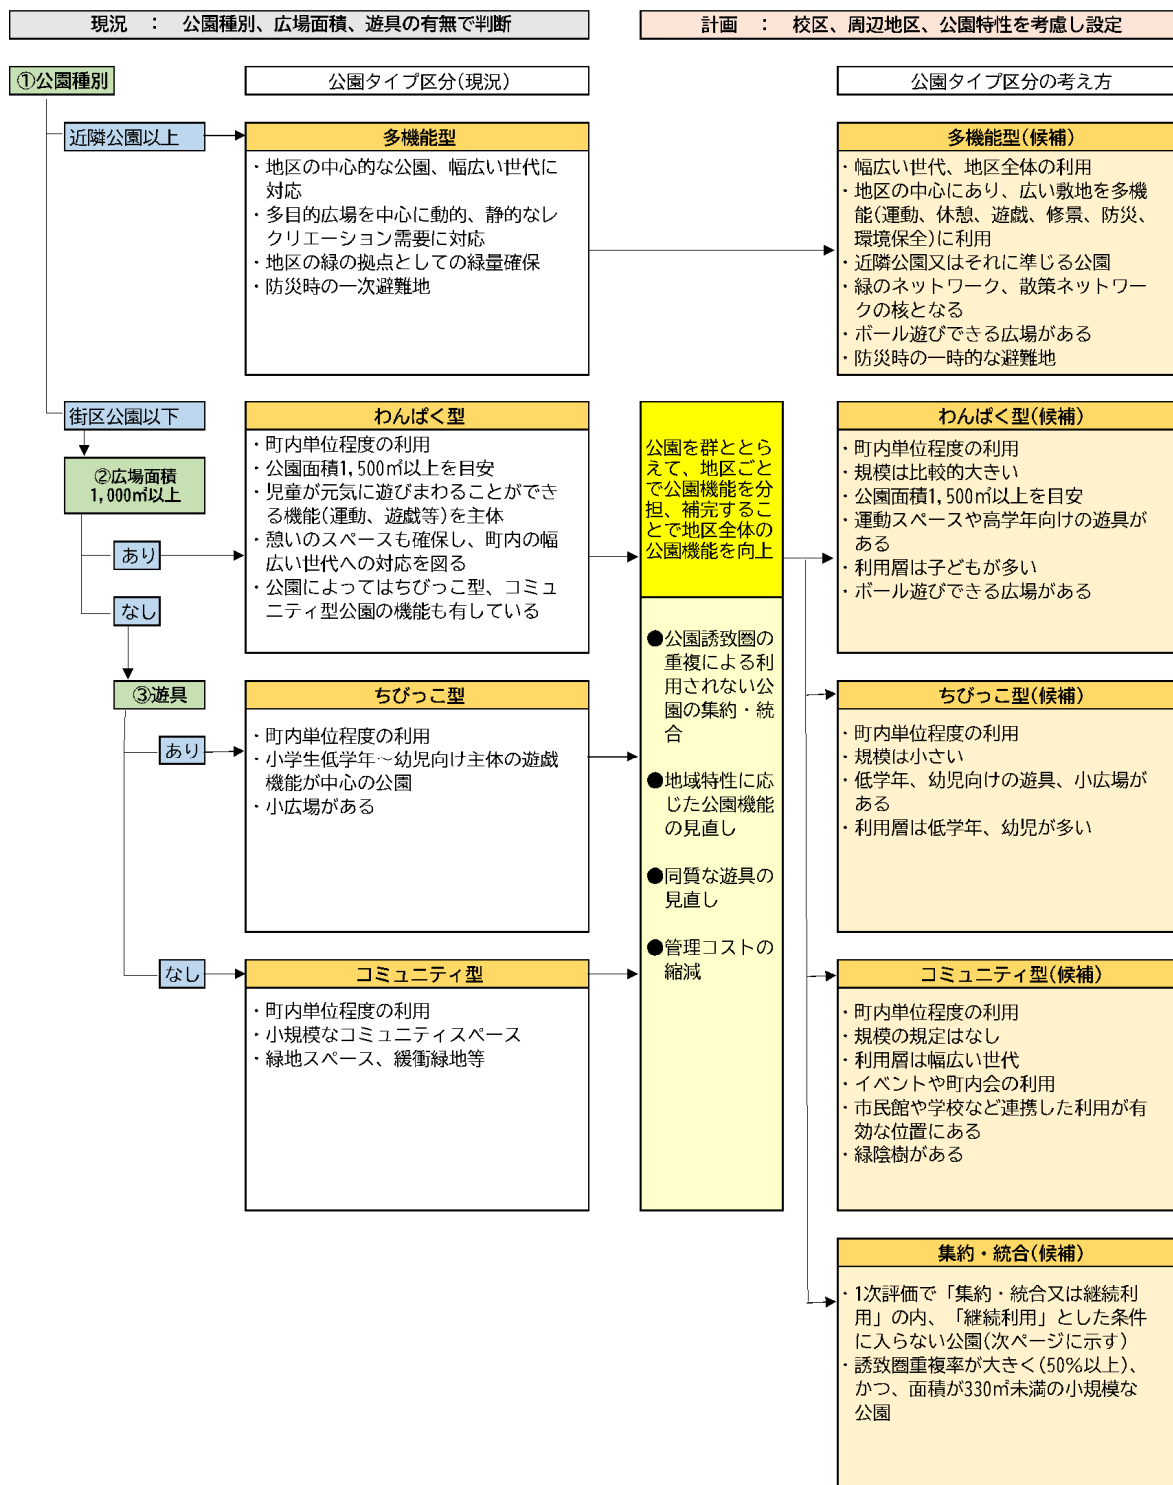 現況　：　公園種別、広場面積、遊具の有無で判断
計画　：　校区、周辺地区、公園特性を考慮し設定
①公園種別
公園タイプ区分(現況)
公園タイプ区分の考え方
近隣公園以上
多機能型
・地区の中心的な公園、幅広い世代に
対応
・多目的広場を中心に動的、静的なレ
クリエーション需要に対応
・地区の緑の拠点としての緑量確保
・防災時の一次避難地
多機能型(候補)
・幅広い世代、地区全体の利用
・地区の中心にあり、広い敷地を多機
能(運動、休憩、遊戯、修景、防災、
環境保全)に利用
・近隣公園又はそれに準じる公園
・緑のネットワーク、散策ネットワー
クの核となる
・ボール遊びできる広場がある
・防災時の一時的な避難地
街区公園以下
②広場面積
1,000㎡以上
あり
なし
わんぱく型
・町内単位程度の利用
・公園面積1,500㎡以上を目安
・児童が元気に遊びまわることができ
る機能(運動、遊戯等)を主体
・憩いのスペースも確保し、町内の幅
広い世代への対応を図る
・公園によってはちびっこ型、コミュ
ニティ型公園の機能も有している
公園を群ととら
えて、地区ごと
で公園機能を分
担、補完するこ
とで地区全体の
公園機能を向上
わんぱく型(候補)
・町内単位程度の利用
・規模は比較的大きい
・公園面積1,500㎡以上を目安
・運動スペースや高学年向けの遊具が
ある
・利用層は子どもが多い
・ボール遊びできる広場がある
●公園誘致圏の
重複による利
用されない公
園の集約・統
合
●地域特性に応
じた公園機能
の見直し
●同質な遊具の
見直し
●管理コストの
縮減
③遊具
あり
ちびっこ型
・町内単位程度の利用
・小学生低学年～幼児向け主体の遊戯
機能が中心の公園
・小広場がある
ちびっこ型(候補)
・町内単位程度の利用
・規模は小さい
・低学年、幼児向けの遊具、小広場が
ある
・利用層は低学年、幼児が多い
なし
コミュニティ型
・町内単位程度の利用
・小規模なコミュニティスペース
・緑地スペース、緩衝緑地等
コミュニティ型(候補)
・町内単位程度の利用
・規模の規定はなし
・利用層は幅広い世代
・イベントや町内会の利用
・市民館や学校など連携した利用が有
効な位置にある
・緑陰樹がある
集約・統合(候補)
・1次評価で「集約・統合又は継続利
用」の内、「継続利用」とした条件
に入らない公園(次ページに示す)
・誘致圏重複率が大きく(50%以上)、
かつ、面積が330㎡未満の小規模な
公園